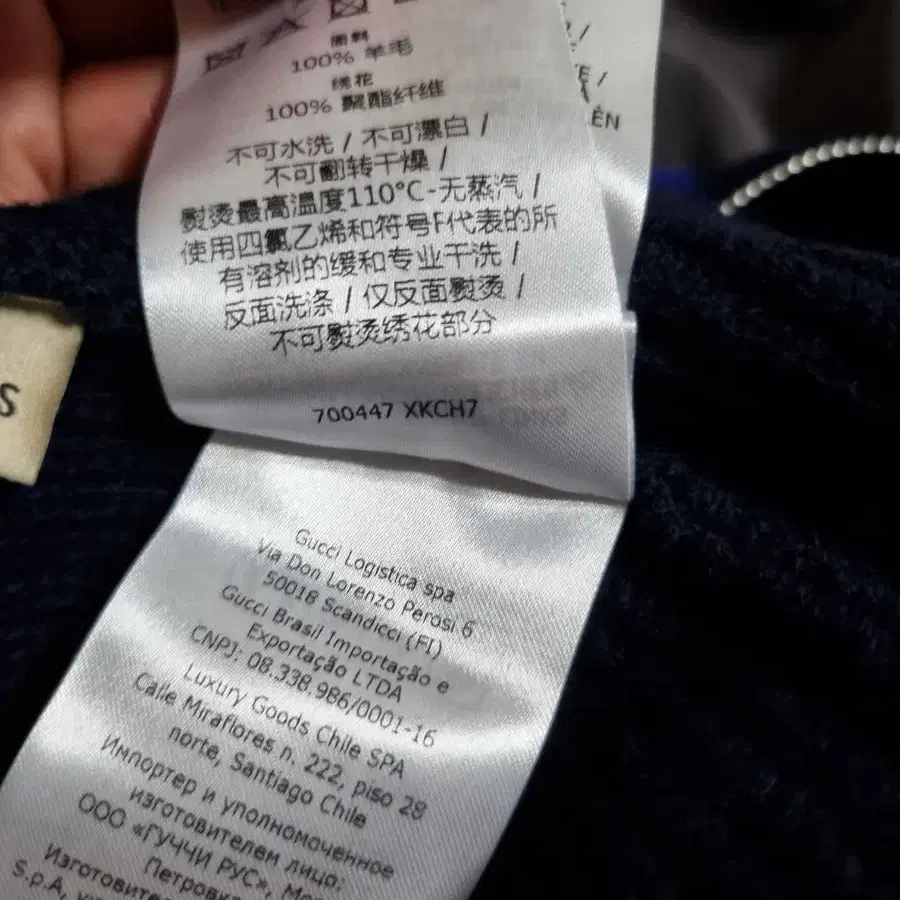 面料
100% 羊毛
绣花
100% 聚酯纤维
不可水洗 / 不可漂白 /
不可翻转干燥 /
熨烫最高温度110°C-无蒸汽 /
使用四氯乙烯和符号F代表的所
有溶剂的缓和专业干洗 /
反面洗涤 / 仅反面熨烫 /
不可熨烫绣花部分
700447 XKCH7
ÈN
S
Gucci Logistica spa
Via Don Lorenzo Perosi 6
50018 Scandicci (FI)
Gucci Brasil Importação e
Exportação LTDA
CNPJ: 08.338.986/0001-16
Luxury Goods Chile SPA
Calle Miraflores n. 222, piso 28
norte, Santiago Chile
Импортер и уполномоченное
изготовителем лицо:
ООО «ГУЧЧИ РУС»,
Петровка
Изготовитель
S.p.A,